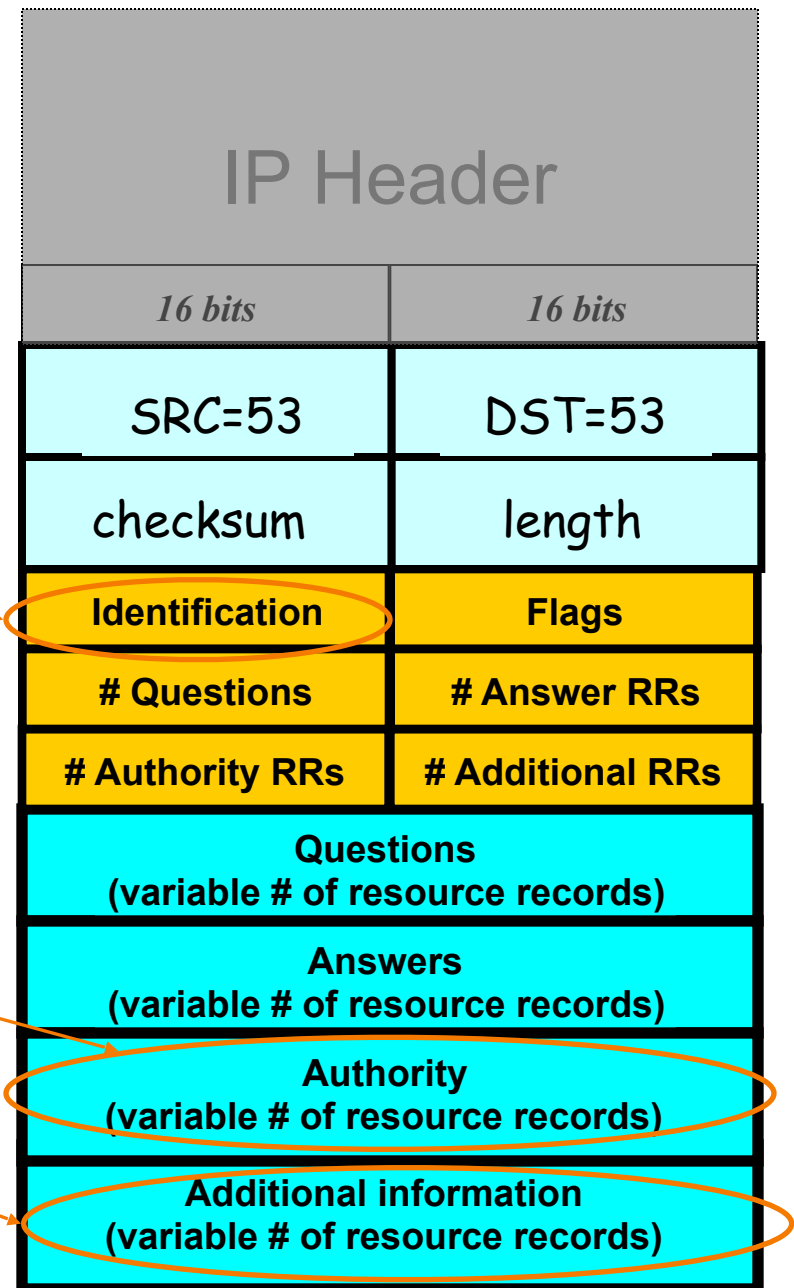 IP Header
16 bits 16 bits
SRC=53 DST=53
checksum length
Identification Flags
# Questions # Answer RRs
# Authority RRs # Additional RRs
Questions
(variable # of resource records)
Answers
(variable # of resource records)
Authority
(variable # of resource records)
Additional information
(variable # of resource records)